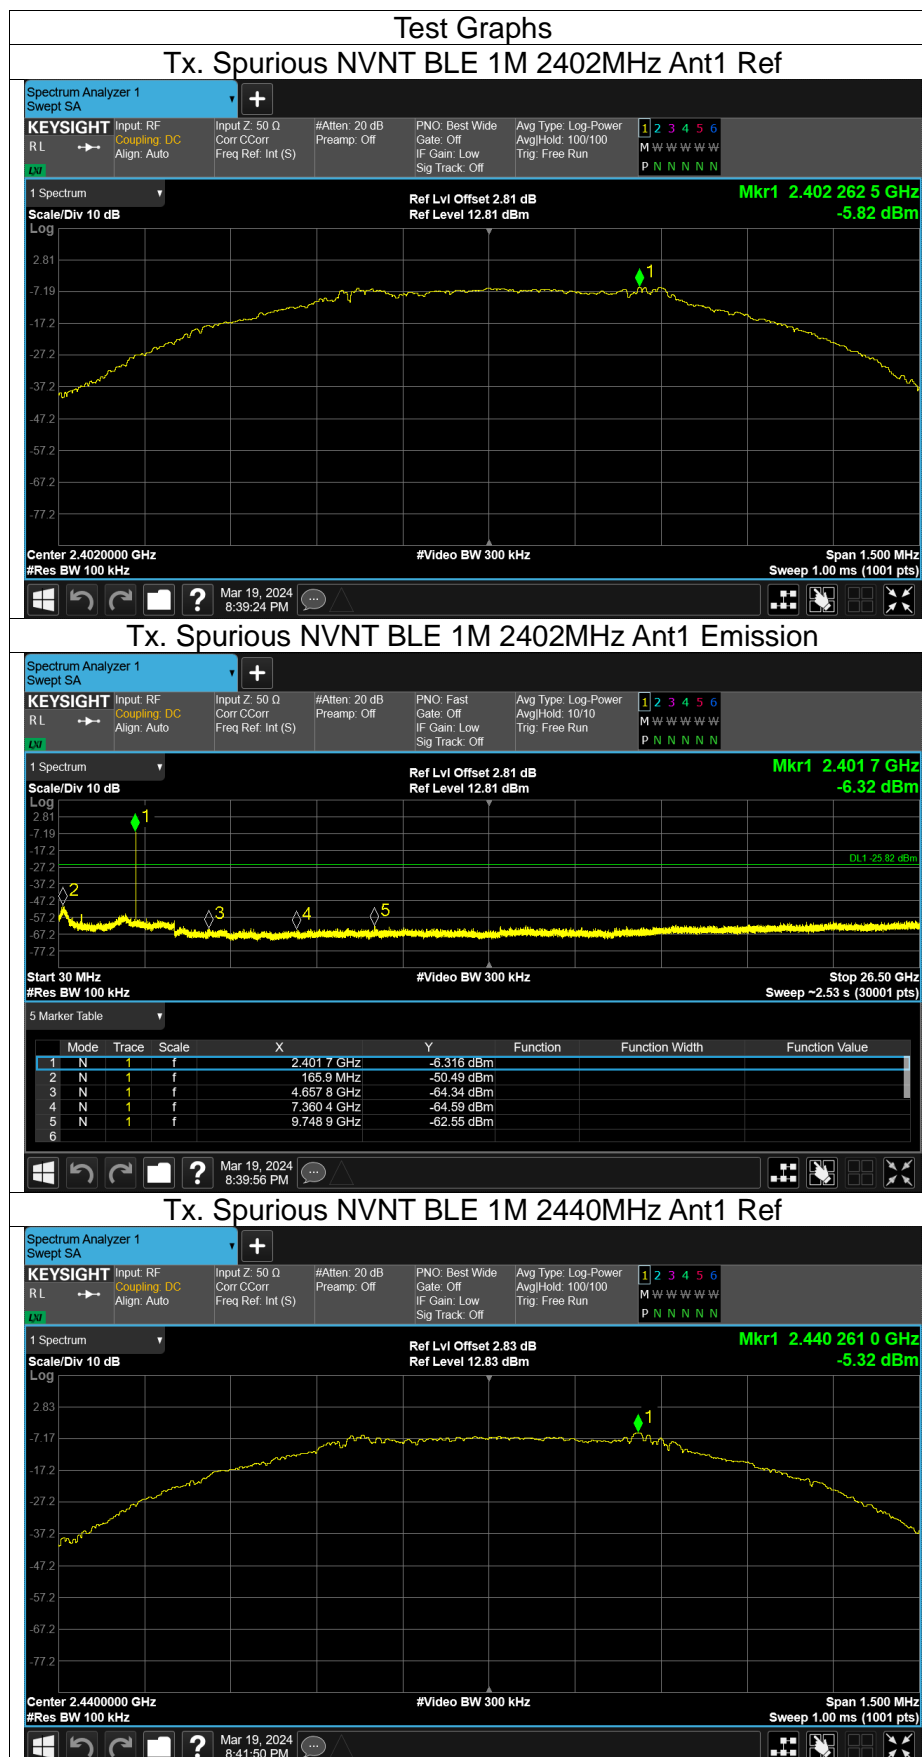 Test Graphs
Tx. Spurious NVNT BLE 1M 2402MHz Ant1 Ref
Spectrum Analyzer 1
Swept SA
KEYSIGHT Input: RF Input Z: 50 Ω #Atten: 20 dB PNO: Best Wide Avg Type: Log-Power 1 2 3 4 5 6
RL Coupling: DC Corr CCorr Preamp: Off Gate: Off Avg|Hold: 100/100 M W W W W W
Align: Auto Freq Ref: Int (S) IF Gain: Low Trig: Free Run
LXI Sig Track: Off P N N N N N
1 Spectrum Ref Lvl Offset 2.81 dB Mkr1 2.402 262 5 GHz
Scale/Div 10 dB Ref Level 12.81 dBm -5.82 dBm
Log
2.81
1
-7.19
-17.2
-27.2
-37.2
-47.2
-57.2
-67.2
-77.2
Center 2.4020000 GHz #Video BW 300 kHz Span 1.500 MHz
#Res BW 100 kHz Sweep 1.00 ms (1001 pts)
? Mar 19, 2024
8:39:24 PM
Tx. Spurious NVNT BLE 1M 2402MHz Ant1 Emission
Spectrum Analyzer 1
Swept SA
KEYSIGHT Input: RF Input Z: 50 Ω #Atten: 20 dB PNO: Fast Avg Type: Log-Power 1 2 3 4 5 6
RL Coupling: DC Corr CCorr Preamp: Off Gate: Off Avg|Hold: 10/10 M W W W W W
Align: Auto Freq Ref: Int (S) IF Gain: Low Trig: Free Run
LXI Sig Track: Off P N N N N N
1 Spectrum Ref Lvl Offset 2.81 dB Mkr1 2.401 7 GHz
Scale/Div 10 dB Ref Level 12.81 dBm -6.32 dBm
Log
2.81 1
-7.19
-17.2
DL1 -25.82 dBm
-27.2
-37.2
2
-47.2
-57.2 3 4 5
-67.2
-77.2
Start 30 MHz #Video BW 300 kHz Stop 26.50 GHz
#Res BW 100 kHz Sweep ~2.53 s (30001 pts)
5 Marker Table
Mode Trace Scale X Y Function Function Width Function Value
1 N 1 f 2.401 7 GHz -6.316 dBm
2 N 1 f 165.9 MHz -50.49 dBm
3 N 1 f 4.657 8 GHz -64.34 dBm
4 N 1 f 7.360 4 GHz -64.59 dBm
5 N 1 f 9.748 9 GHz -62.55 dBm
6
? Mar 19, 2024
8:39:56 PM
Tx. Spurious NVNT BLE 1M 2440MHz Ant1 Ref
Spectrum Analyzer 1
Swept SA
KEYSIGHT Input: RF Input Z: 50 Ω #Atten: 20 dB PNO: Best Wide Avg Type: Log-Power 1 2 3 4 5 6
RL Coupling: DC Corr CCorr Preamp: Off Gate: Off Avg|Hold: 100/100 M W W W W W
Align: Auto Freq Ref: Int (S) IF Gain: Low Trig: Free Run
LXI Sig Track: Off P N N N N N
1 Spectrum Ref Lvl Offset 2.83 dB Mkr1 2.440 261 0 GHz
Scale/Div 10 dB Ref Level 12.83 dBm -5.32 dBm
Log
2.83
1
-7.17
-17.2
-27.2
-37.2
-47.2
-57.2
-67.2
-77.2
Center 2.4400000 GHz #Video BW 300 kHz Span 1.500 MHz
#Res BW 100 kHz Sweep 1.00 ms (1001 pts)
? Mar 19, 2024
8:41:50 PM